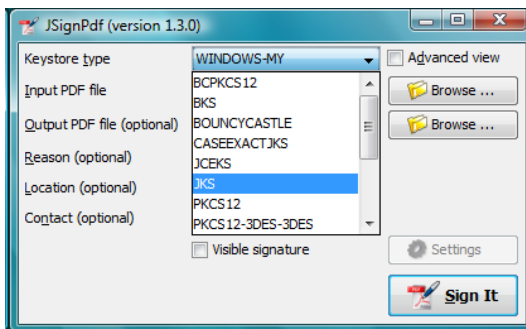 JSignPdf (version 1.3.0)
Keystore type
WINDOWS-MY
Advanced view
Input PDF file
Browse ...
Output PDF file (optional)
Browse ...
Reason (optional)
Location (optional)
Contact (optional)
BCPKCS12
BKS
BOUNCYCASTLE
CASEEXACTJKS
JCEKS
JKS
PKCS12
PKCS12-3DES-3DES
Visible signature
Settings
Sign It